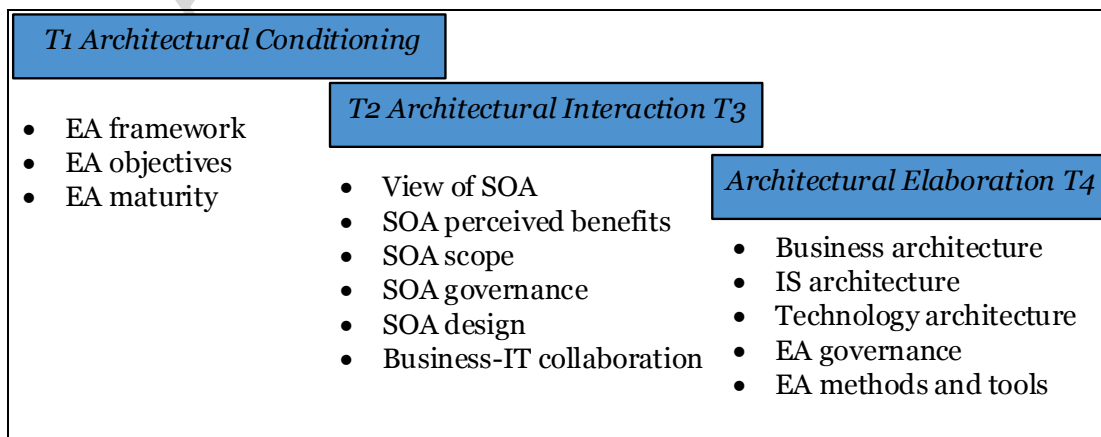 T1 Architectural Conditioning
• EA framework
• EA objectives
• EA maturity
T2 Architectural Interaction T3
• View of SOA
• SOA perceived benefits
• SOA scope
• SOA governance
• SOA design
• Business-IT collaboration
Architectural Elaboration T4
• Business architecture
• IS architecture
• Technology architecture
• EA governance
• EA methods and tools